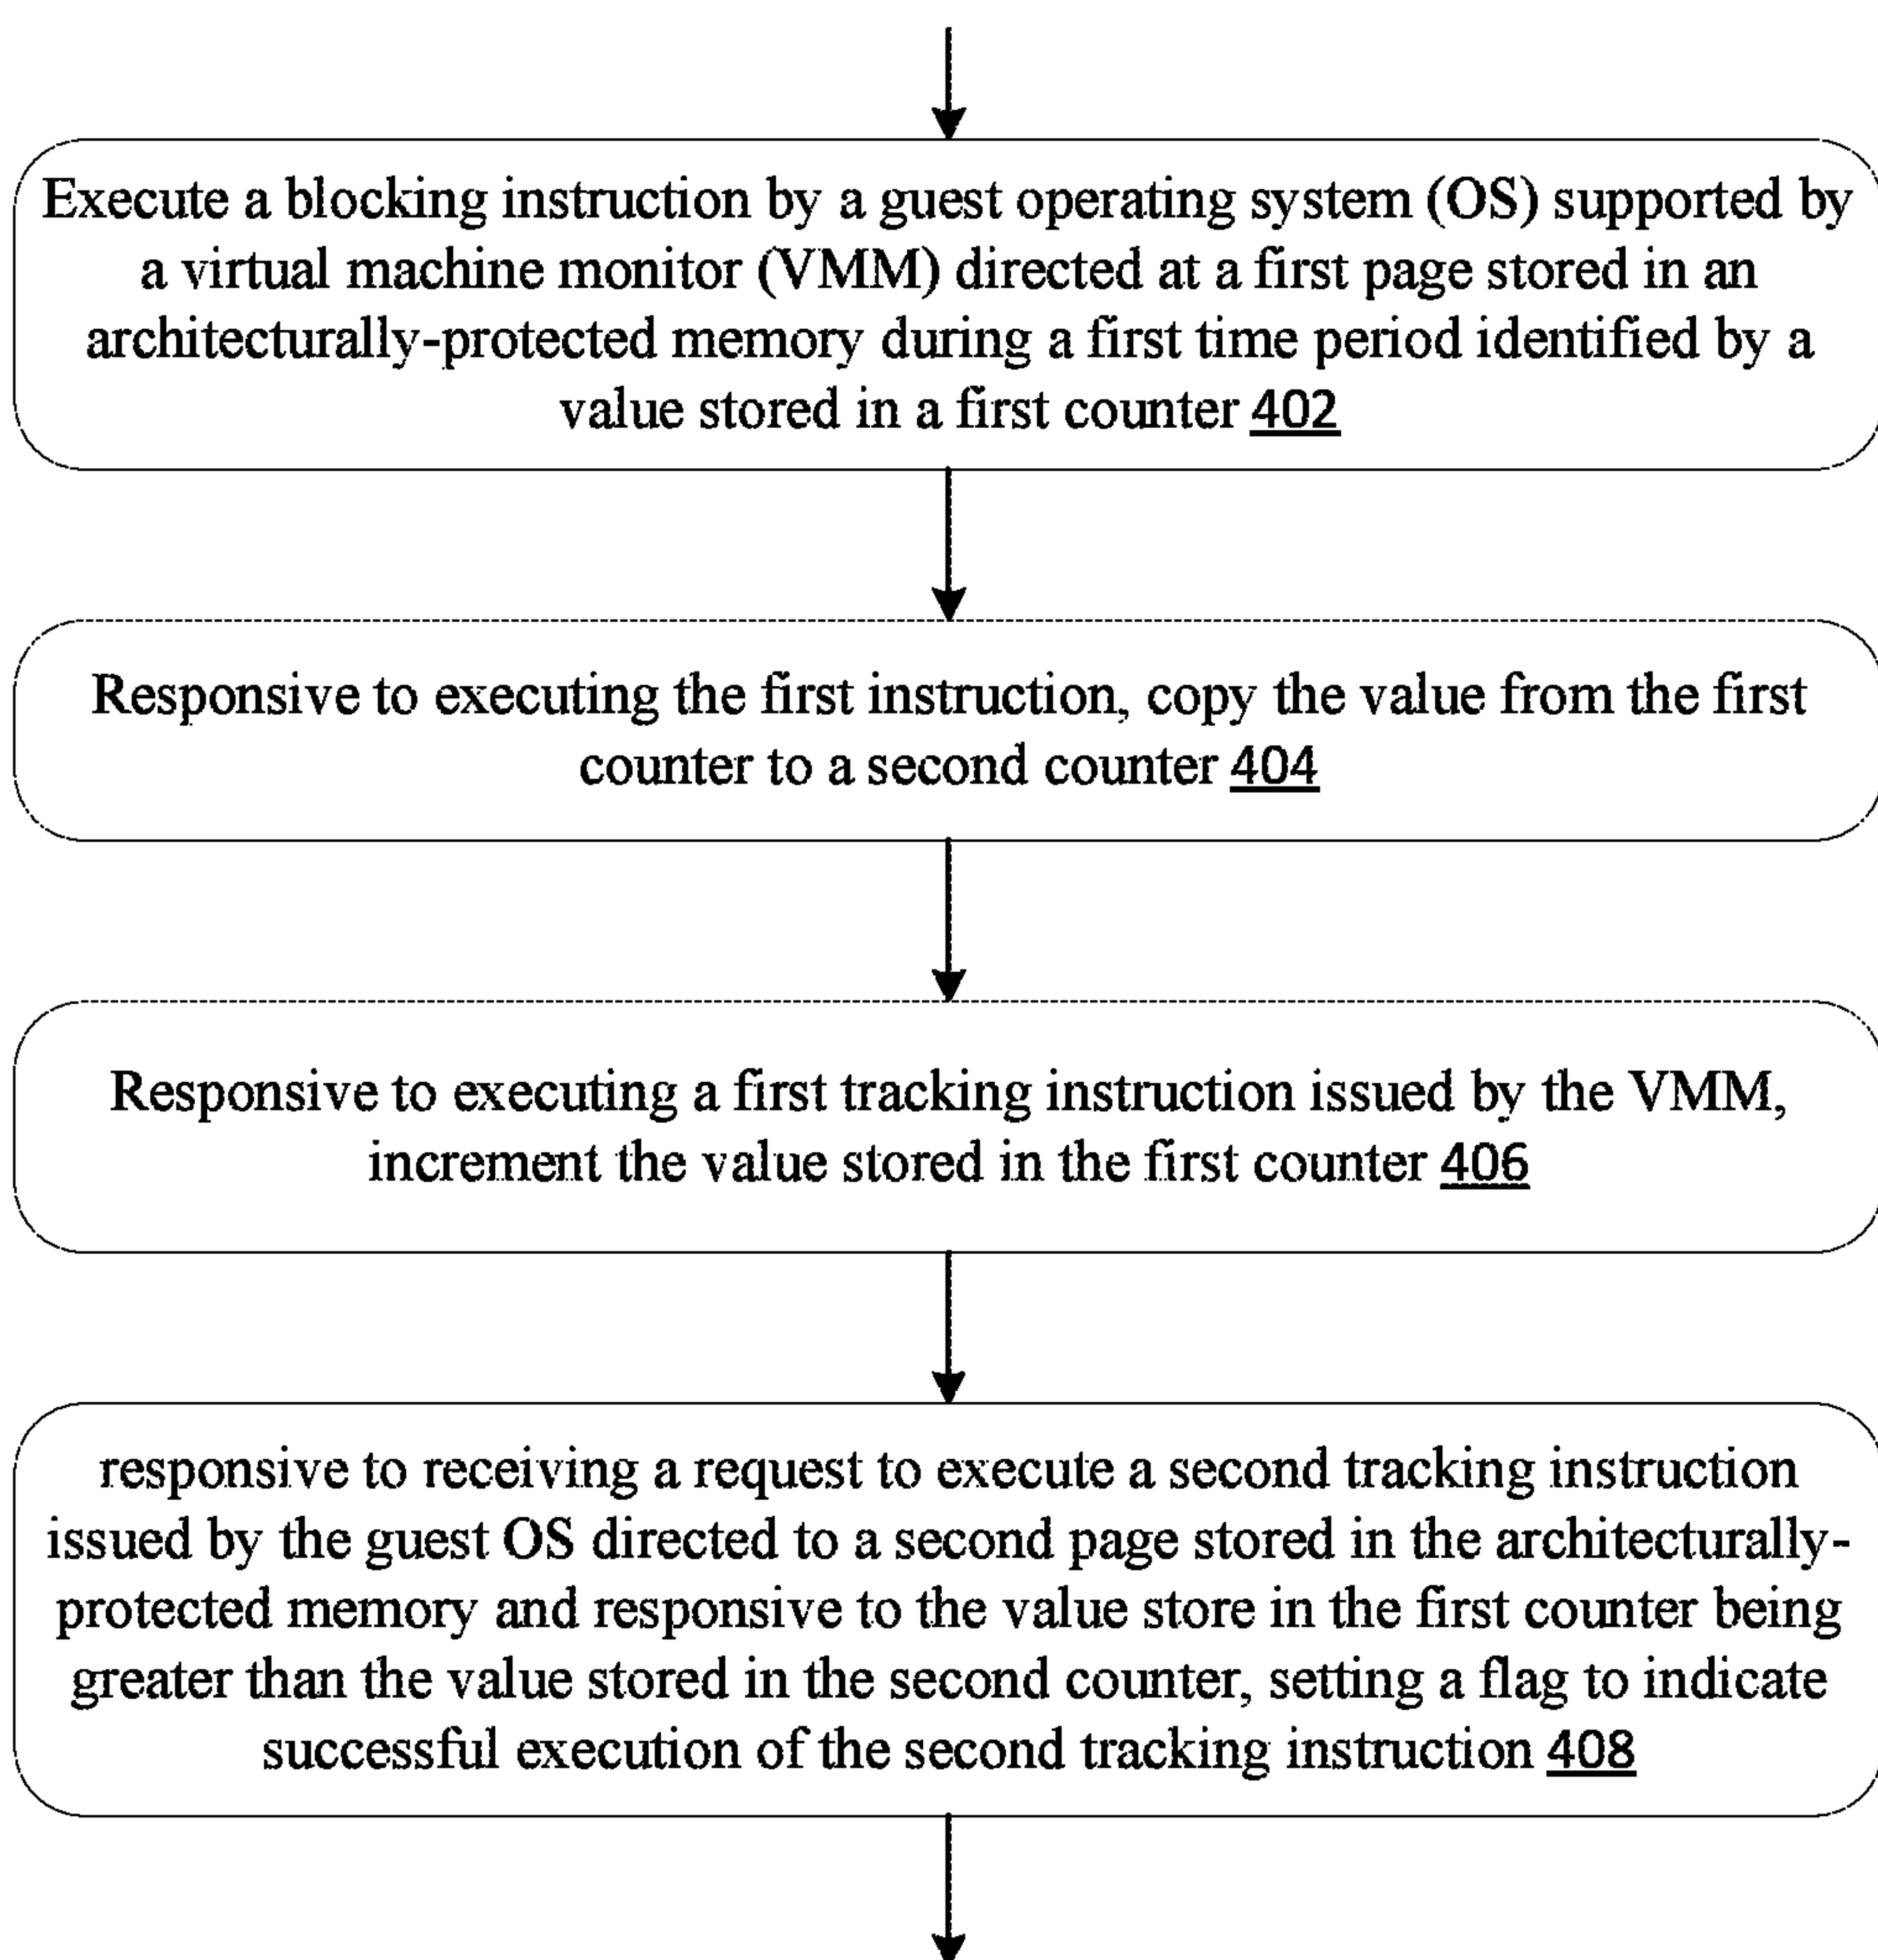 Execute a blocking instruction by a guest operating system (OS) supported by
a virtual machine monitor (VMM) directed at a first page stored in an
architecturally-protected memory during a first time period identified by a
value stored in a first counter 402
Responsive to executing the first instruction, copy the value from the first
counter to a second counter 404
Responsive to executing a first tracking instruction issued by the VMM,
increment the value stored in the first counter 406
responsive to receiving a request to execute a second tracking instruction
issued by the guest OS directed to a second page stored in the architecturally-
protected memory and responsive to the value store in the first counter being
greater than the value stored in the second counter, setting a flag to indicate
successful execution of the second tracking instruction 408